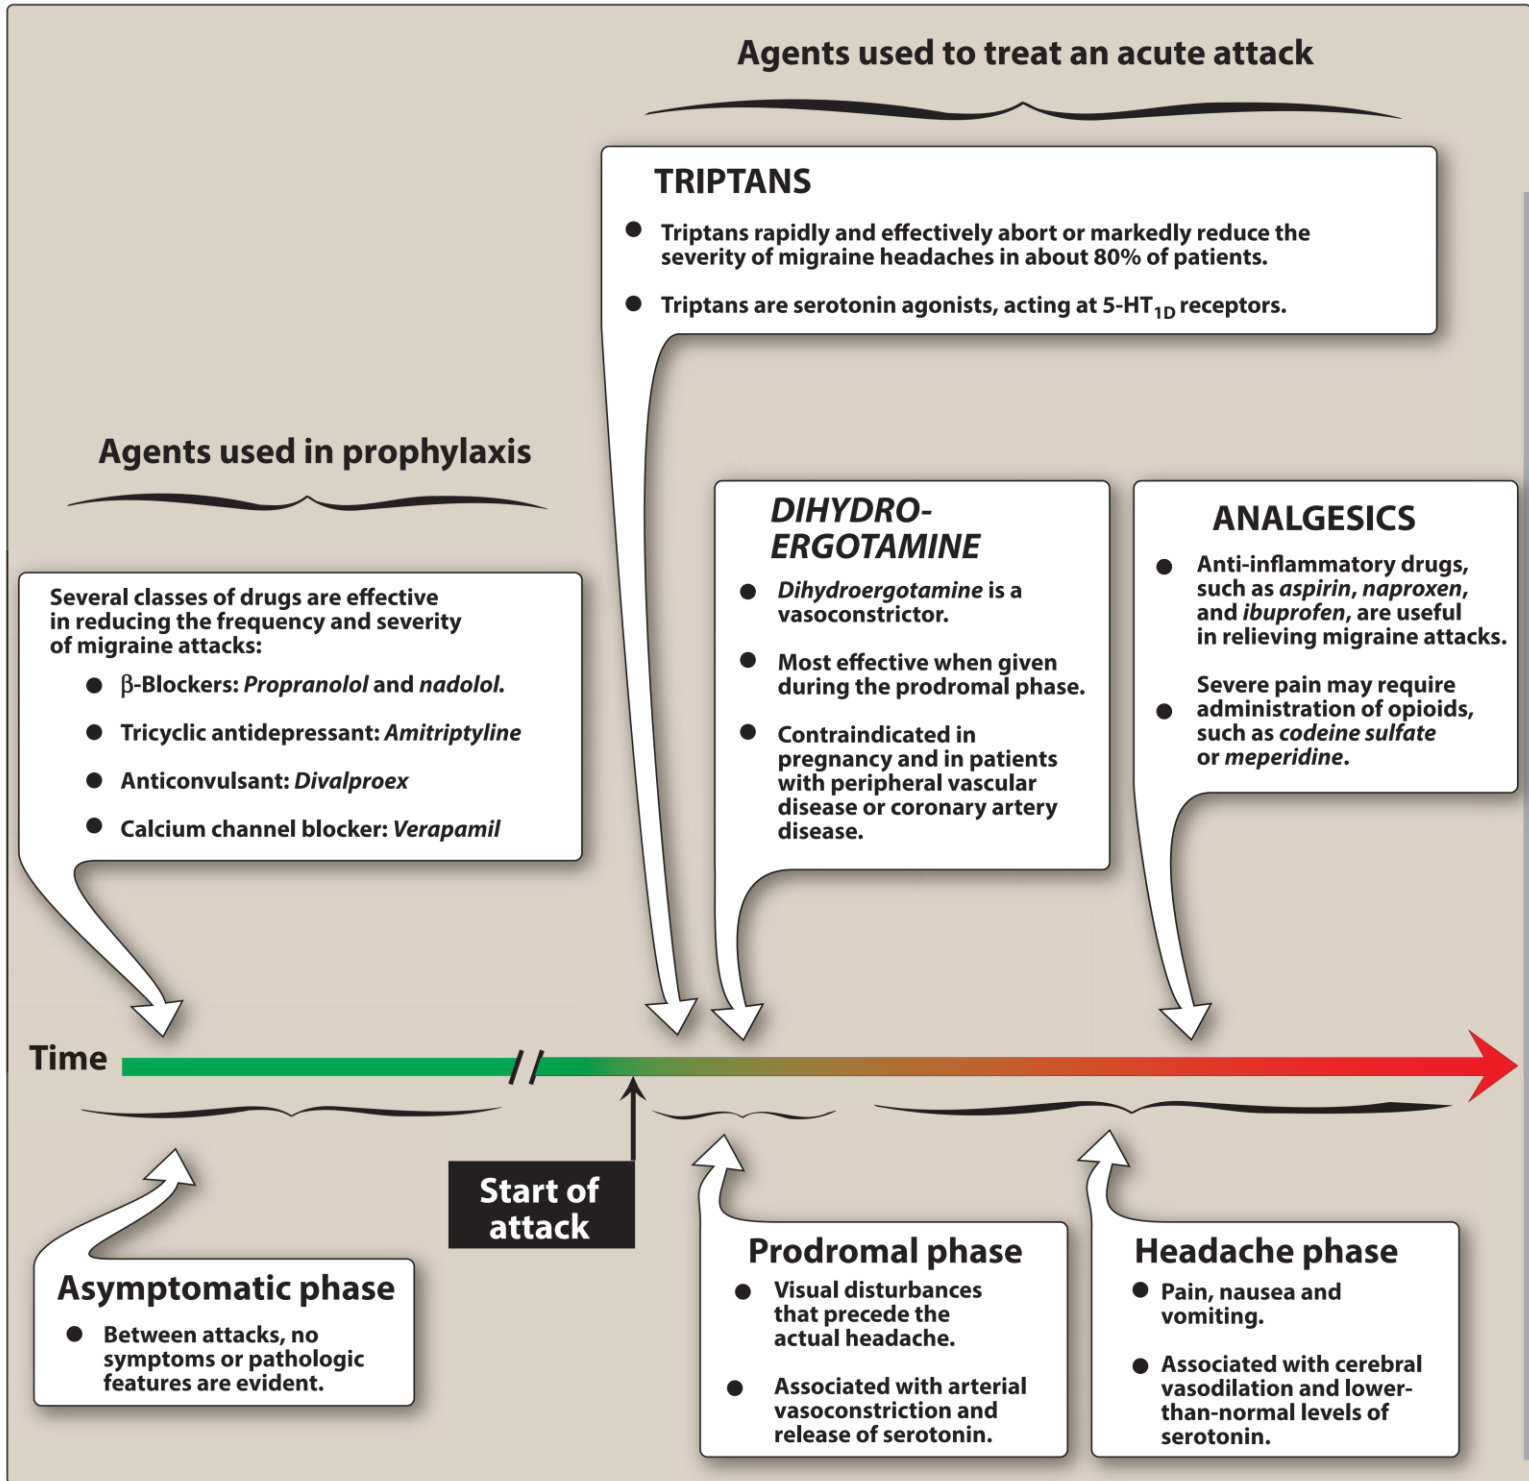 Agents used to treat an acute attack
TRIPTANS
● Triptans rapidly and effectively abort or markedly reduce the
severity of migraine headaches in about 80% of patients.
● Triptans are serotonin agonists, acting at 5-HT1D receptors.
Agents used in prophylaxis
Several classes of drugs are effective
in reducing the frequency and severity
of migraine attacks:
● β-Blockers: Propranolol and nadolol.
● Tricyclic antidepressant: Amitriptyline
● Anticonvulsant: Divalproex
● Calcium channel blocker: Verapamil
DIHYDRO-
ERGOTAMINE
● Dihydroergotamine is a
vasoconstrictor.
● Most effective when given
during the prodromal phase.
● Contraindicated in
pregnancy and in patients
with peripheral vascular
disease or coronary artery
disease.
ANALGESICS
● Anti-inflammatory drugs,
such as aspirin, naproxen,
and ibuprofen, are useful
in relieving migraine attacks.
● Severe pain may require
administration of opioids,
such as codeine sulfate
or meperidine.
Time
Start of
attack
Asymptomatic phase
● Between attacks, no
symptoms or pathologic
features are evident.
Prodromal phase
● Visual disturbances
that precede the
actual headache.
● Associated with arterial
vasoconstriction and
release of serotonin.
Headache phase
● Pain, nausea and
vomiting.
● Associated with cerebral
vasodilation and lower-
than-normal levels of
serotonin.